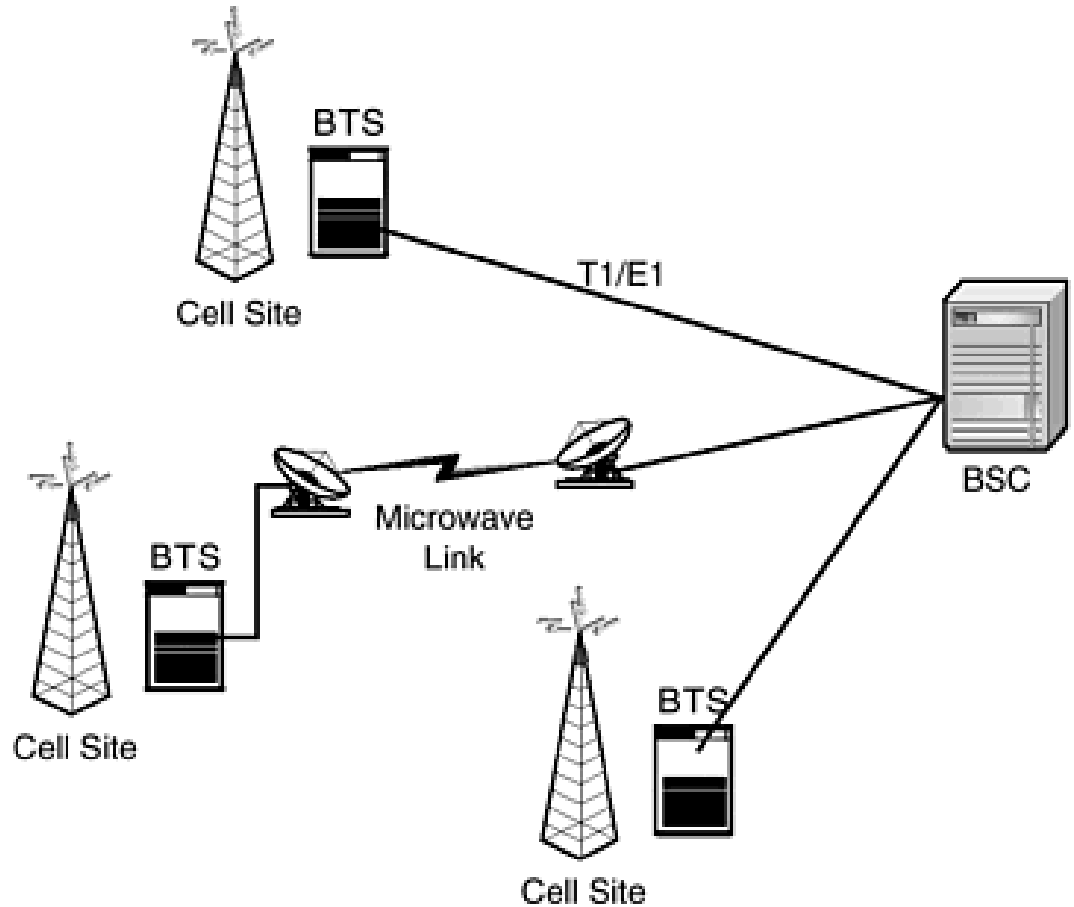 BTS
T1/E1
Cell Site
BSC
Microwave
Link
BTS
Cell Site
BTS
Cell Site